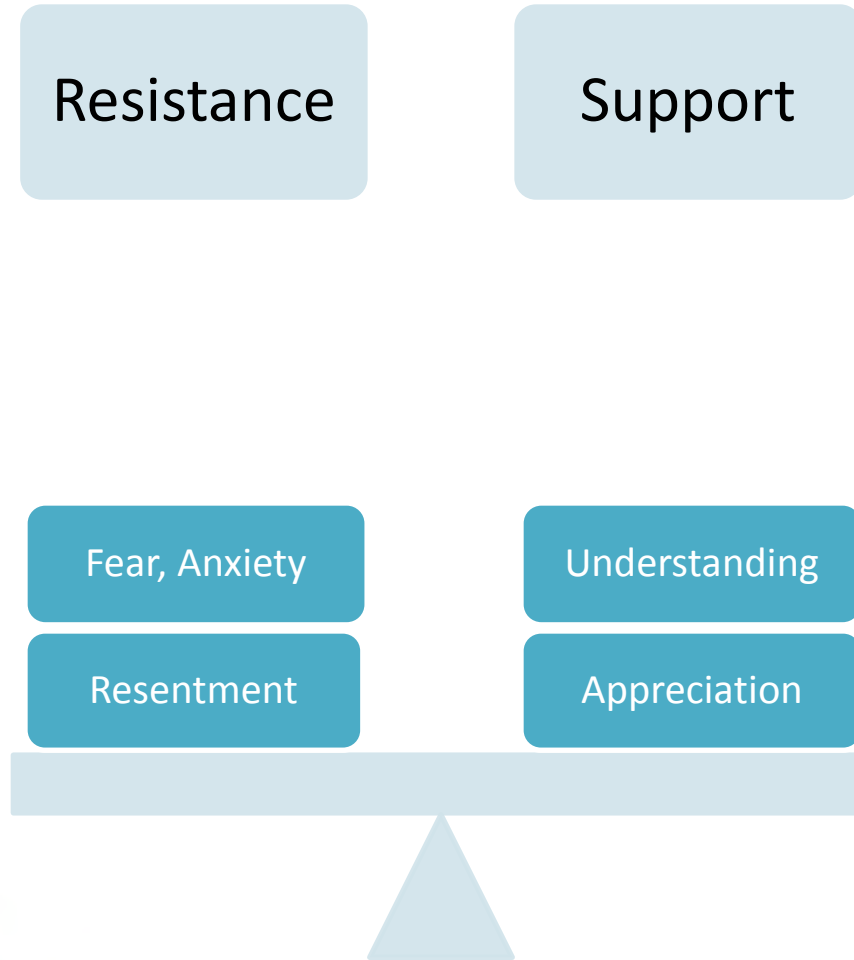 Resistance
Support
Fear, Anxiety
Understanding
Resentment
Appreciation